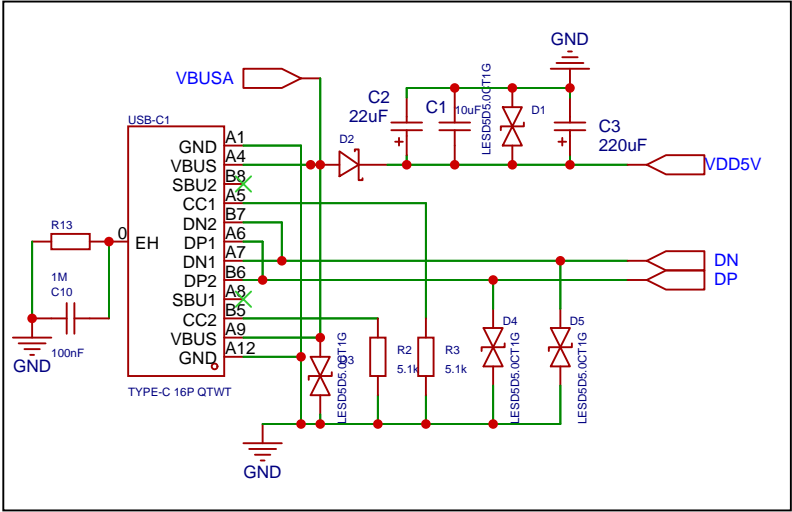 GND
VBUSA
C2
22uF
C1
10uF
LESD5D5.0CT1G
D1
C3
220uF
USB-C1
D2
VDD5V
GND
A1
VBUS
A4
SBU2
B8
CC1
A5
DN2
B7
DP1
A6
DN1
A7
DP2
B6
SBU1
A8
CC2
B5
VBUS
A9
GND
A12
0
EH
R13
1M
C10
100nF
GND
DN
DP
D4
LESD5D5.0CT1G
D5
LESD5D5.0CT1G
D3
LESD5D5.0CT1G
R2
5.1k
R3
5.1k
TYPE-C 16P QTWT
GND